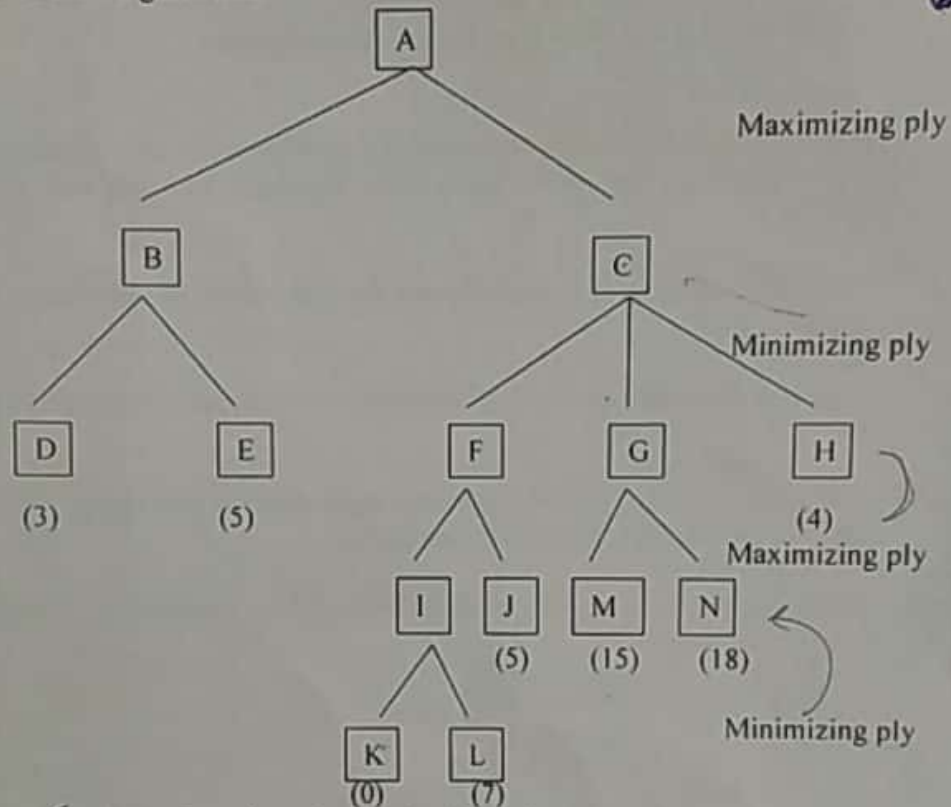 A
Maximizing ply
B C
Minimizing ply
D E F G H
(3) (5) (4)
Maximizing ply
I J M N
(5) (15) (18)
Minimizing ply
K L
(0) (7)